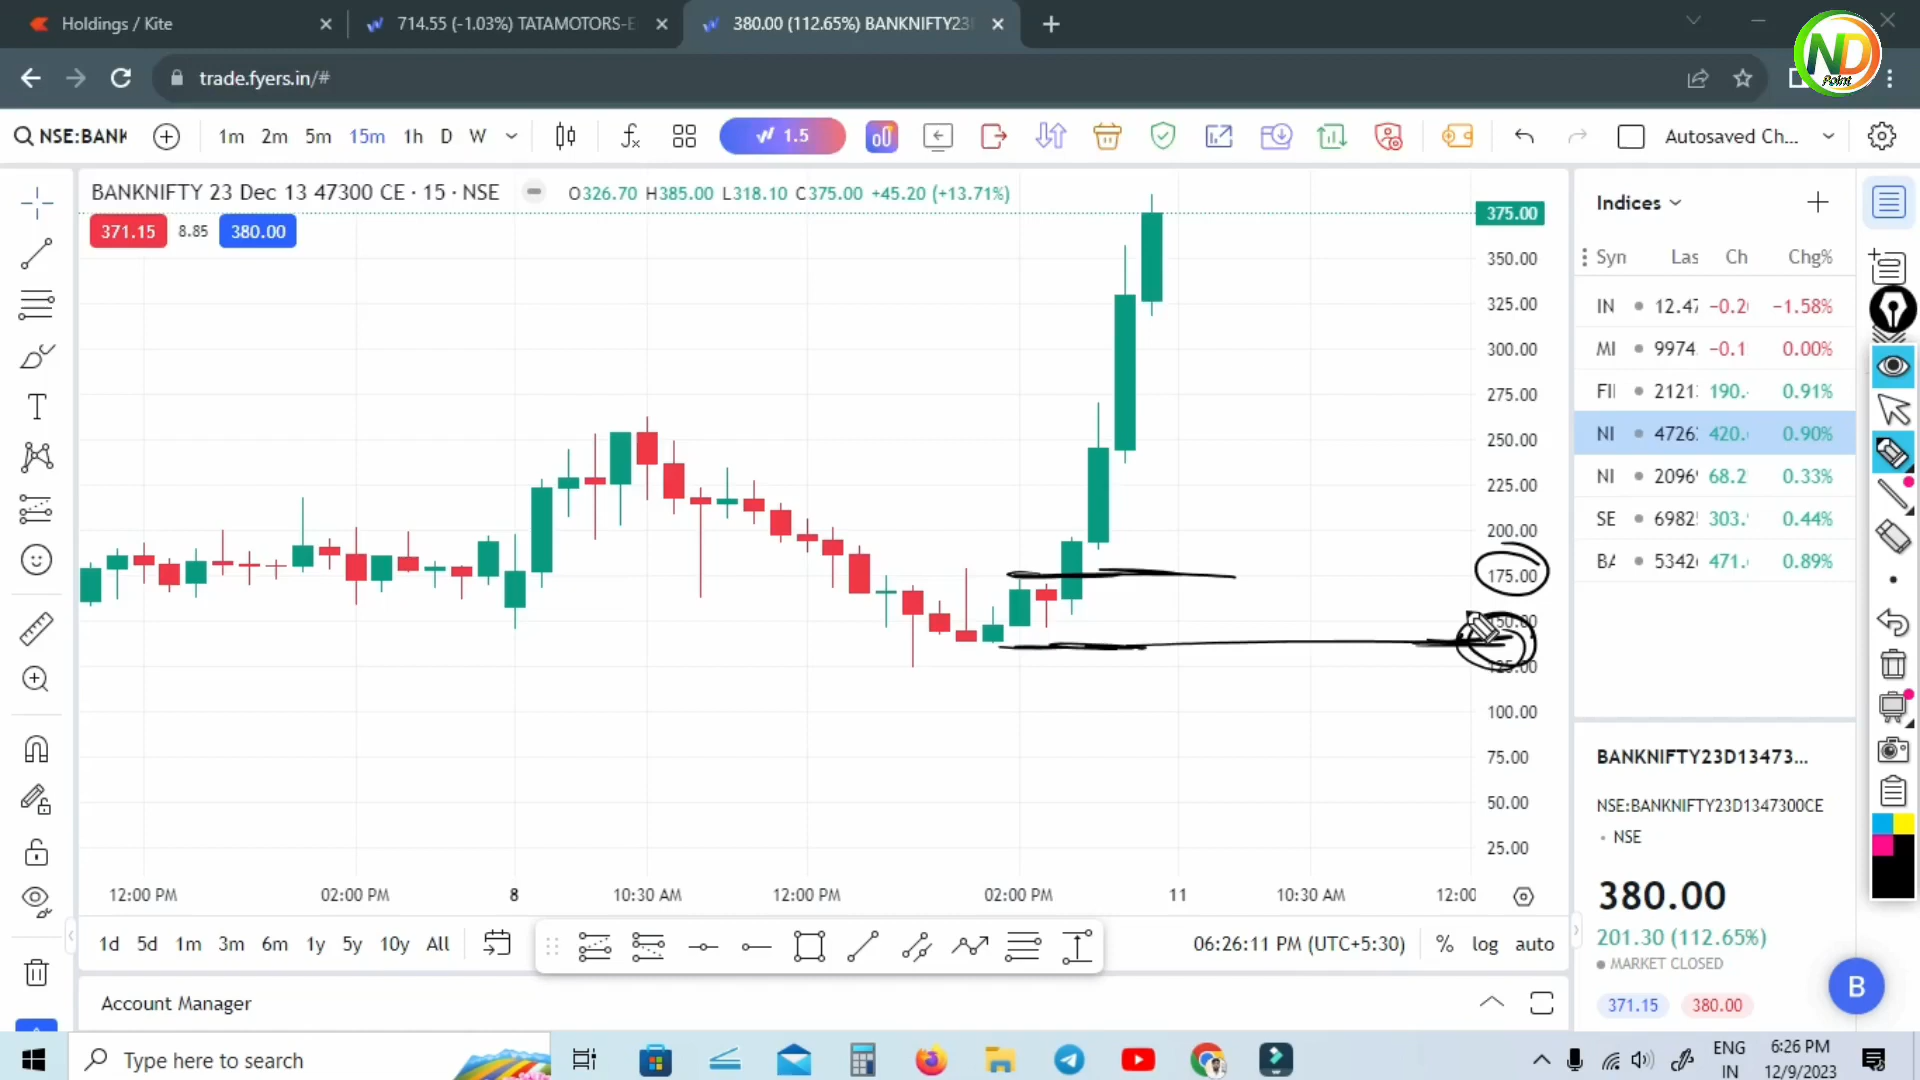 Holdings / Kite
714.55 (-1.03%) TATAMOTORS-E
380.00 (112.65%) BANKNIFTY23
ND
Point
trade.fyers.in/#
NSE:BANK
1m 2m 5m 15m 1h D W
1.5
Autosaved Ch...
BANKNIFTY 23 Dec 13 47300 CE · 15 · NSE
O326.70 H385.00 L318.10 C375.00 +45.20 (+13.71%)
371.15 8.85 380.00
375.00
350.00
325.00
300.00
275.00
250.00
225.00
200.00
175.00
150.00
125.00
100.00
75.00
50.00
25.00
12:00 PM 02:00 PM 8 10:30 AM 12:00 PM 02:00 PM 11 10:30 AM 12:00
1d 5d 1m 3m 6m 1y 5y 10y All
06:26:11 PM (UTC+5:30) % log auto
Account Manager
Indices
Syn Las Ch Chg%
IN 12.47 -0.2 -1.58%
MI 9974. -0.1 0.00%
FII 2121 190. 0.91%
NI 4726 420. 0.90%
NI 2096 68.2 0.33%
SE 6982 303. 0.44%
BA 5342 471. 0.89%
BANKNIFTY23D13473...
NSE:BANKNIFTY23D1347300CE
• NSE
380.00
201.30 (112.65%)
MARKET CLOSED
371.15 380.00
B
Type here to search
ENG
IN
6:26 PM
12/9/2023